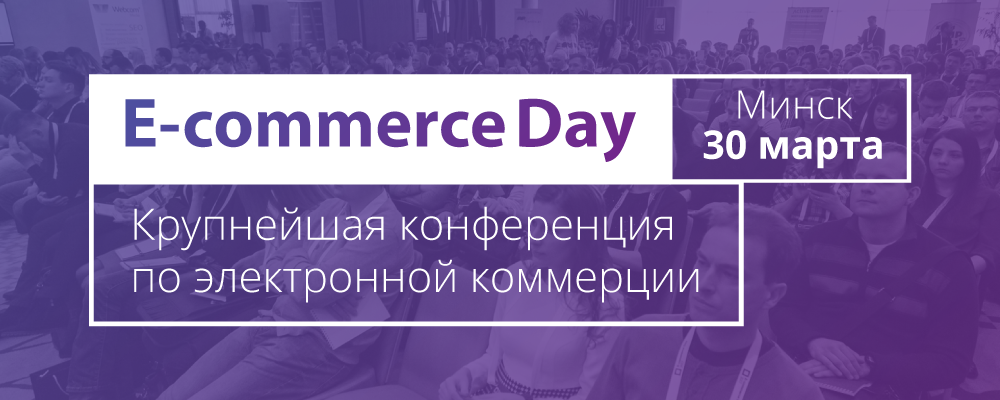 E-commerce Day
Минск
30 марта
Крупнейшая конференция
по электронной коммерции